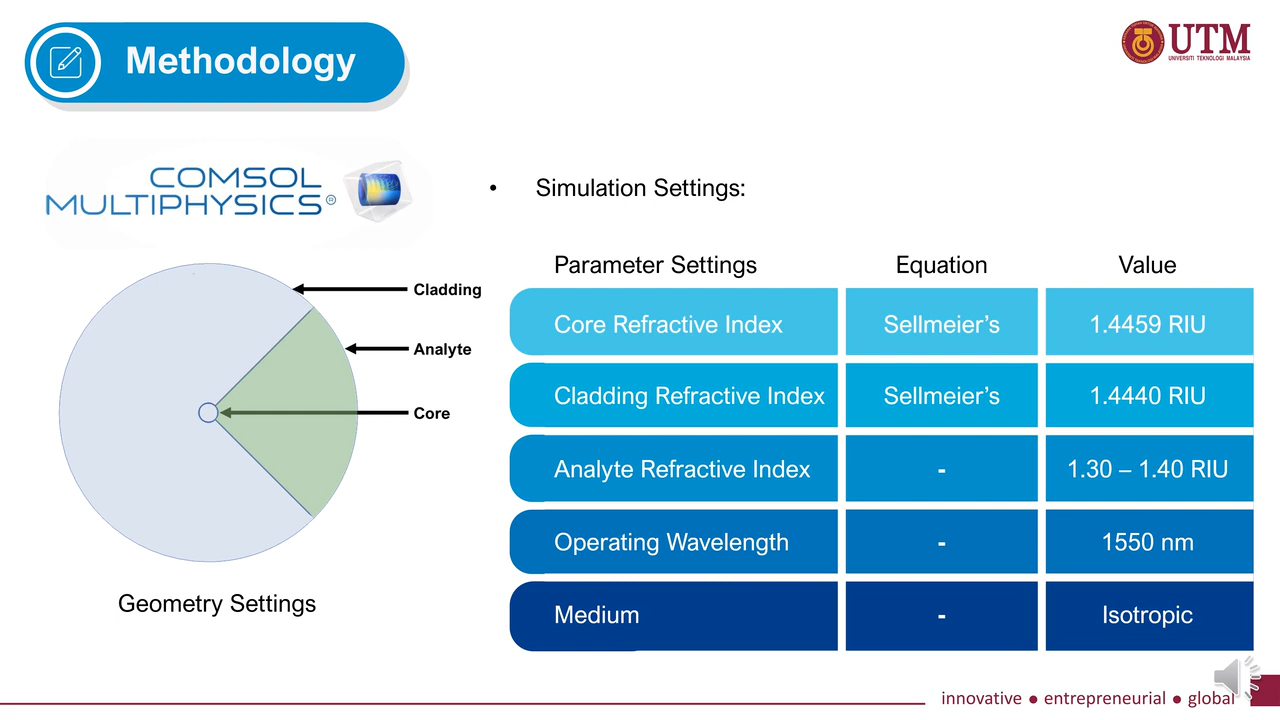 Methodology
UTM
UNIVERSITI TEKNOLOGI MALAYSIA
COMSOL
MULTIPHYSICS®
Cladding
Analyte
Core
Geometry Settings
• Simulation Settings:
Parameter Settings Equation Value
Core Refractive Index Sellmeier’s 1.4459 RIU
Cladding Refractive Index Sellmeier’s 1.4440 RIU
Analyte Refractive Index - 1.30 – 1.40 RIU
Operating Wavelength - 1550 nm
Medium - Isotropic
innovative ● entrepreneurial ● global